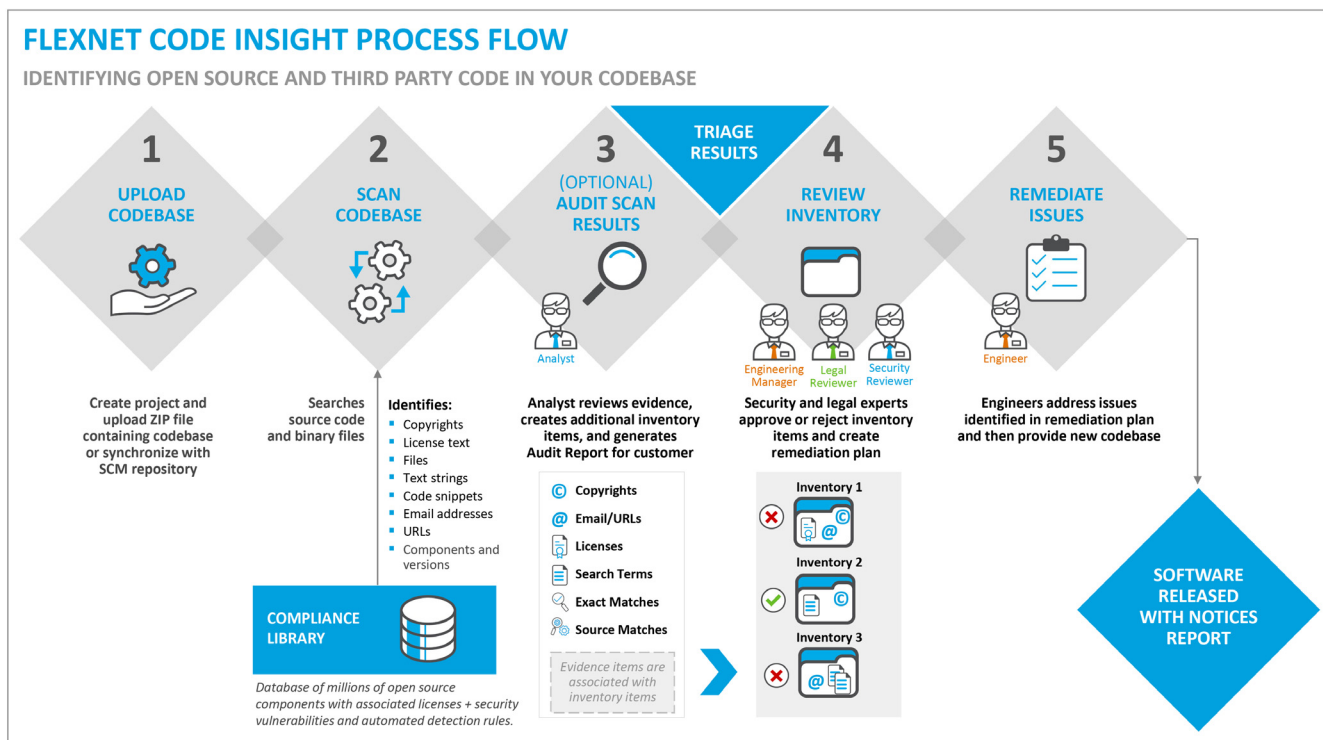 FLEXNET CODE INSIGHT PROCESS FLOW
IDENTIFYING OPEN SOURCE AND THIRD PARTY CODE IN YOUR CODEBASE
1
UPLOAD
CODEBASE
2
SCAN
CODEBASE
3
(OPTIONAL)
AUDIT SCAN
RESULTS
Analyst
TRIAGE
RESULTS
4
REVIEW
INVENTORY
Engineering
Manager
Legal
Reviewer
Security
Reviewer
5
REMEDIATE
ISSUES
Engineer
Create project and
upload ZIP file
containing codebase
or synchronize with
SCM repository
Searches
source code
and binary files
Identifies:
Copyrights
License text
Files
Text strings
Code snippets
Email addresses
URLs
Components and
versions
COMPLIANCE
LIBRARY
Database of millions of open source
components with associated licenses + security
vulnerabilities and automated detection rules.
Analyst reviews evidence,
creates additional inventory
items, and generates
Audit Report for customer
© Copyrights
@ Email/URLs
Licenses
Search Terms
Exact Matches
Source Matches
Evidence items are
associated with
inventory items
Security and legal experts
approve or reject inventory
items and create
remediation plan
Inventory 1
© @
Inventory 2
©
Inventory 3
@
Engineers address issues
identified in remediation plan
and then provide new codebase
SOFTWARE
RELEASED
WITH NOTICES
REPORT